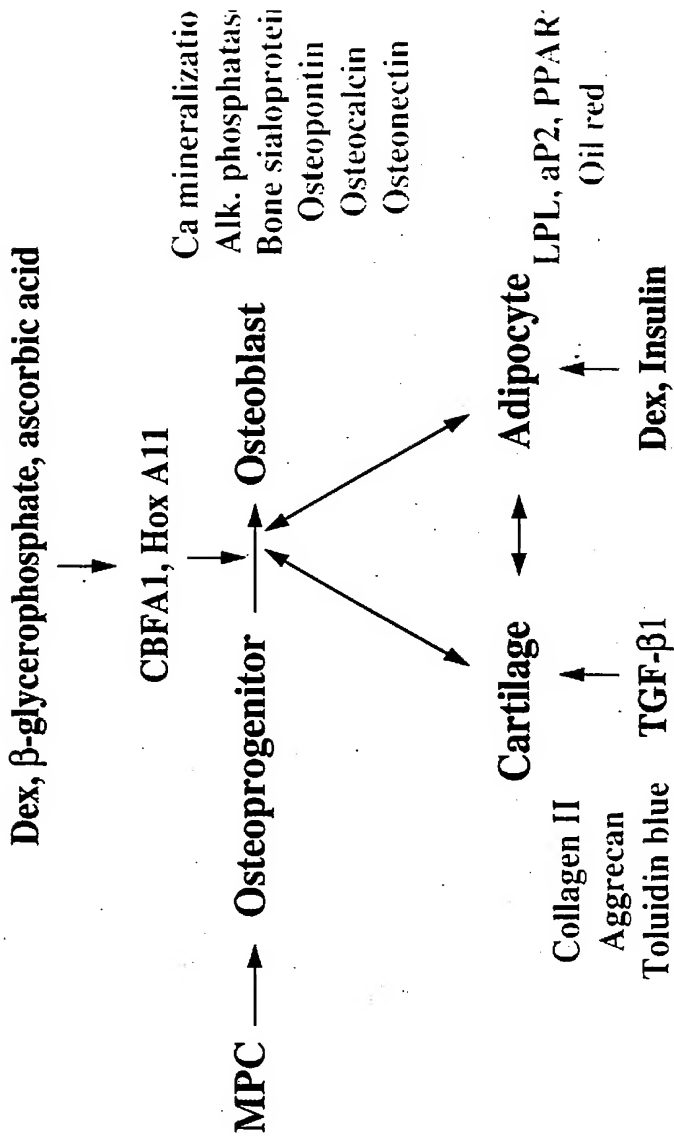 Dex, β-glycerophosphate, ascorbic acid
CBFA1, Hox A11
MPC
Osteoprogenitor
Osteoblast
Ca mineralizatio
Alk. phosphatas
Bone sialoprotei
Osteopontin
Osteocalcin
Osteonectin
Cartilage
Adipocyte
LPL, aP2, PPAR
Oil red
Collagen II
Aggrecan
Toluidin blue
TGF-β1
Dex, Insulin